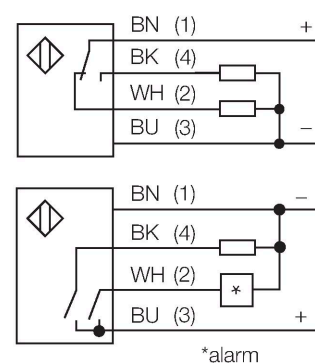 BN (1) +
BK (4)
WH (2)
BU (3) −
BN (1) −
BK (4)
WH (2)
*
BU (3) +
*alarm